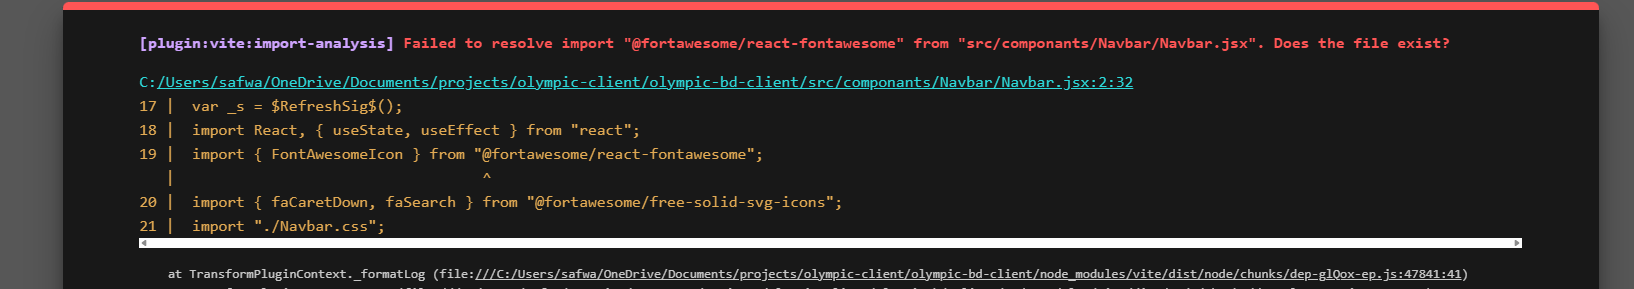 [plugin:vite:import-analysis] Failed to resolve import "@fortawesome/react-fontawesome" from "src/componants/Navbar/Navbar.jsx". Does the file exist?
C:/Users/safwa/OneDrive/Documents/projects/olympic-client/olympic-bd-client/src/componants/Navbar/Navbar.jsx:2:32
17 | var _s = $RefreshSig$();
18 | import React, { useState, useEffect } from "react";
19 | import { FontAwesomeIcon } from "@fortawesome/react-fontawesome";
| ^
20 | import { faCaretDown, faSearch } from "@fortawesome/free-solid-svg-icons";
21 | import "./Navbar.css";
at TransformPluginContext._formatLog (file:///C:/Users/safwa/OneDrive/Documents/projects/olympic-client/olympic-bd-client/node_modules/vite/dist/node/chunks/dep-glQox-ep.js:47841:41)